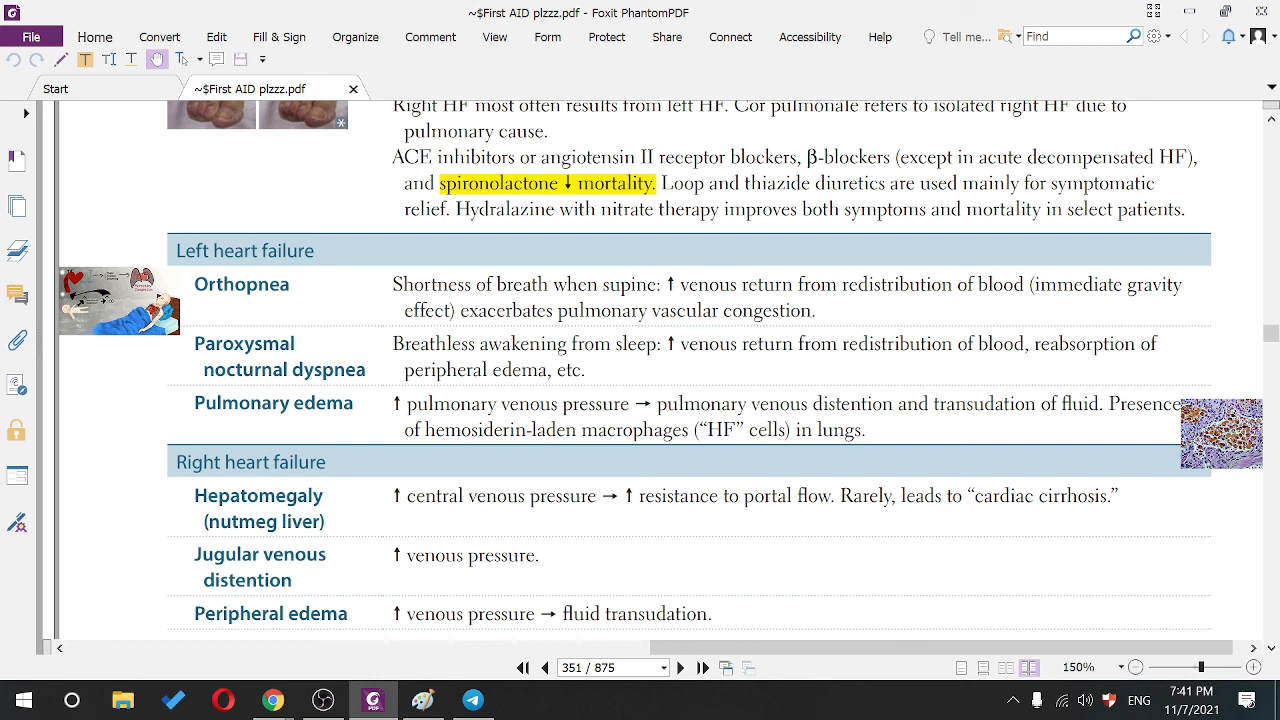 ~$First AID plzzz.pdf - Foxit PhantomPDF
File Home Convert Edit Fill & Sign Organize Comment View Form Protect Share Connect Accessibility Help Tell me... Find
Start ~$First AID plzzz.pdf
Right HF most often results from left HF. Cor pulmonale refers to isolated right HF due to
pulmonary cause.
ACE inhibitors or angiotensin II receptor blockers, β-blockers (except in acute decompensated HF),
and spironolactone ↓ mortality. Loop and thiazide diuretics are used mainly for symptomatic
relief. Hydralazine with nitrate therapy improves both symptoms and mortality in select patients.
Left heart failure
Orthopnea Shortness of breath when supine: ↑ venous return from redistribution of blood (immediate gravity
effect) exacerbates pulmonary vascular congestion.
Paroxysmal Breathless awakening from sleep: ↑ venous return from redistribution of blood, reabsorption of
nocturnal dyspnea peripheral edema, etc.
Pulmonary edema ↑ pulmonary venous pressure → pulmonary venous distention and transudation of fluid. Presence
of hemosiderin-laden macrophages (“HF” cells) in lungs.
Right heart failure
Hepatomegaly ↑ central venous pressure → ↑ resistance to portal flow. Rarely, leads to “cardiac cirrhosis.”
(nutmeg liver)
Jugular venous ↑ venous pressure.
distention
Peripheral edema ↑ venous pressure → fluid transudation.
351 / 875 150%
ENG 7:41 PM
11/7/2021